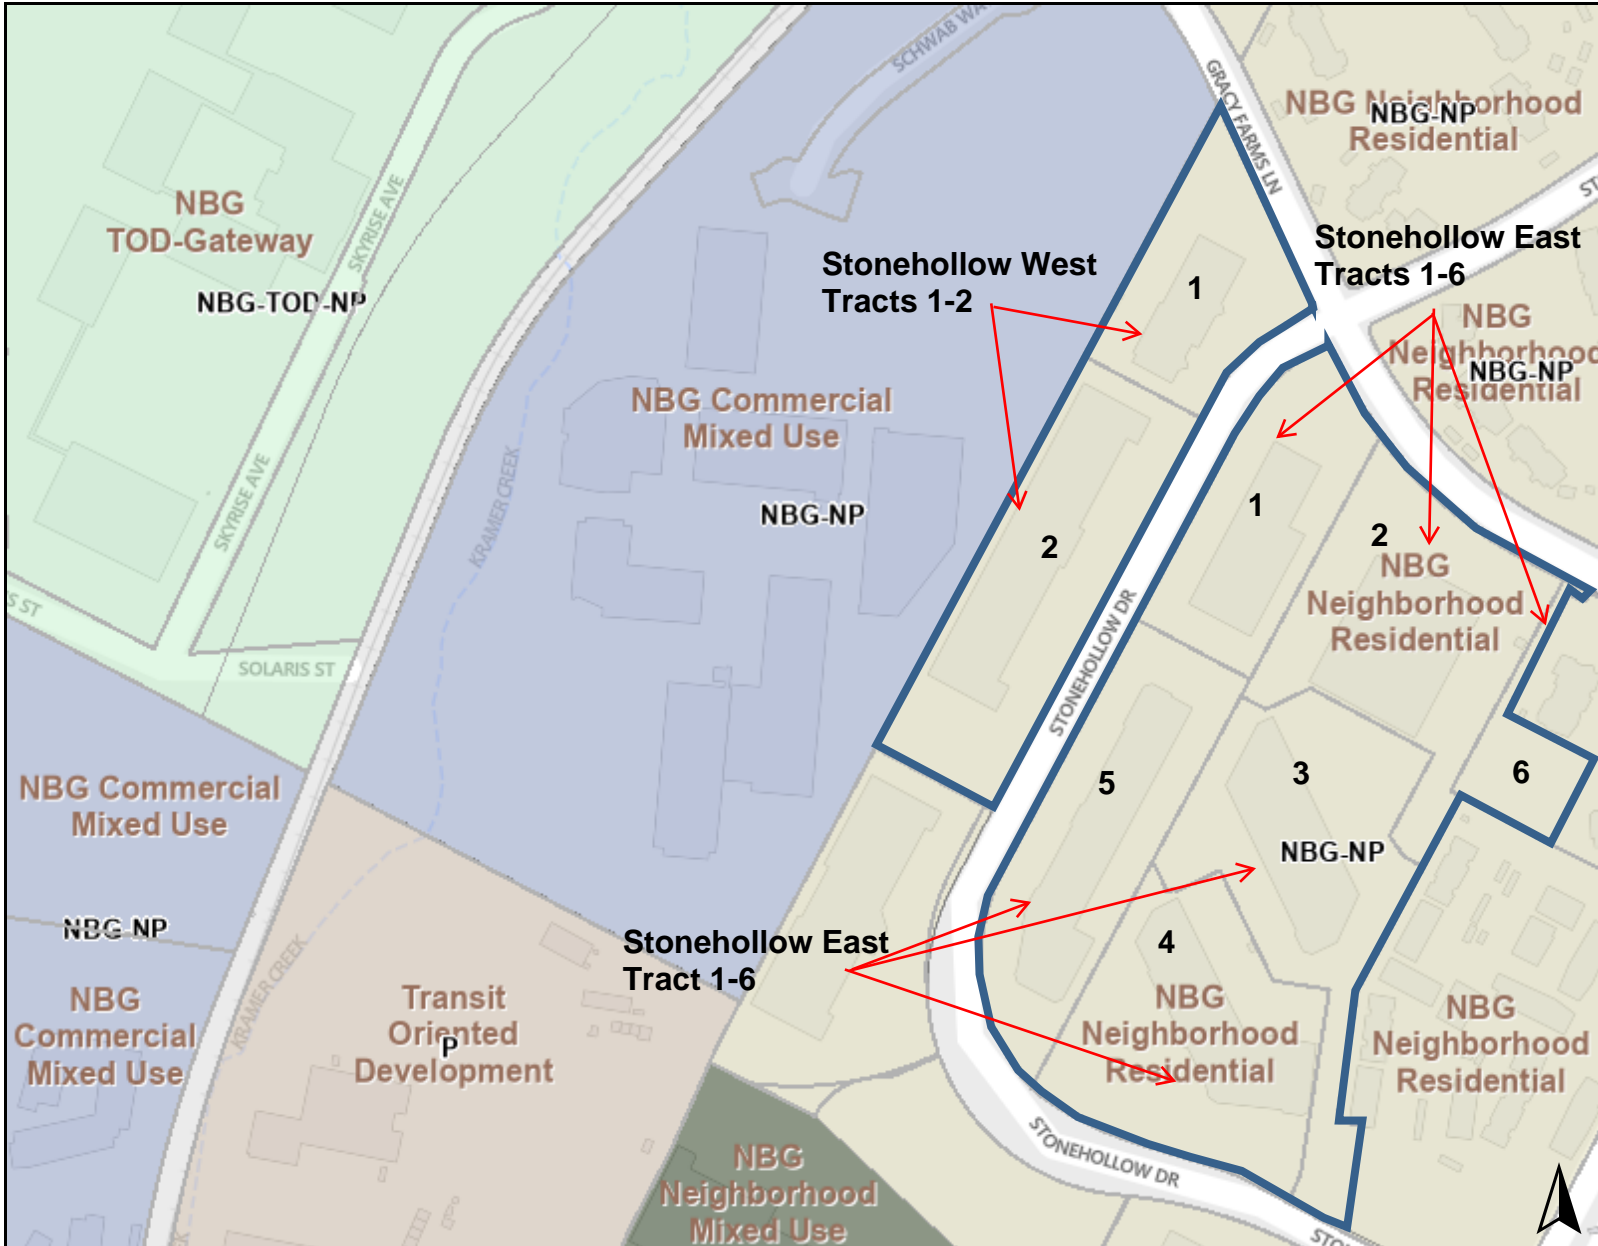 SCHWAB WA
GRACY FARMS LN
NBG Neighborhood
Residential
NBG-NP
ST
NBG
TOD-Gateway
SKYRISE AVE
NBG-TOD-NP
Stonehollow West
Tracts 1-2
Stonehollow East
Tracts 1-6
1
NBG
Neighborhood
Residential
NBG-NP
NBG Commercial
Mixed Use
NBG-NP
KRAMER CREEK
SKYRISE AVE
2
1
2
NBG
Neighborhood
Residential
S ST
SOLARIS ST
STONEHOLLOW DR
NBG Commercial
Mixed Use
5
3
6
NBG-NP
NBG-NP
Stonehollow East
Tract 1-6
4
KRAMER CREEK
NBG
Commercial
Mixed Use
Transit
Oriented
Development
P
NBG
Neighborhood
Residential
NBG
Neighborhood
Residential
STONEHOLLOW DR
NBG
Neighborhood
Mixed Use
EK
STON